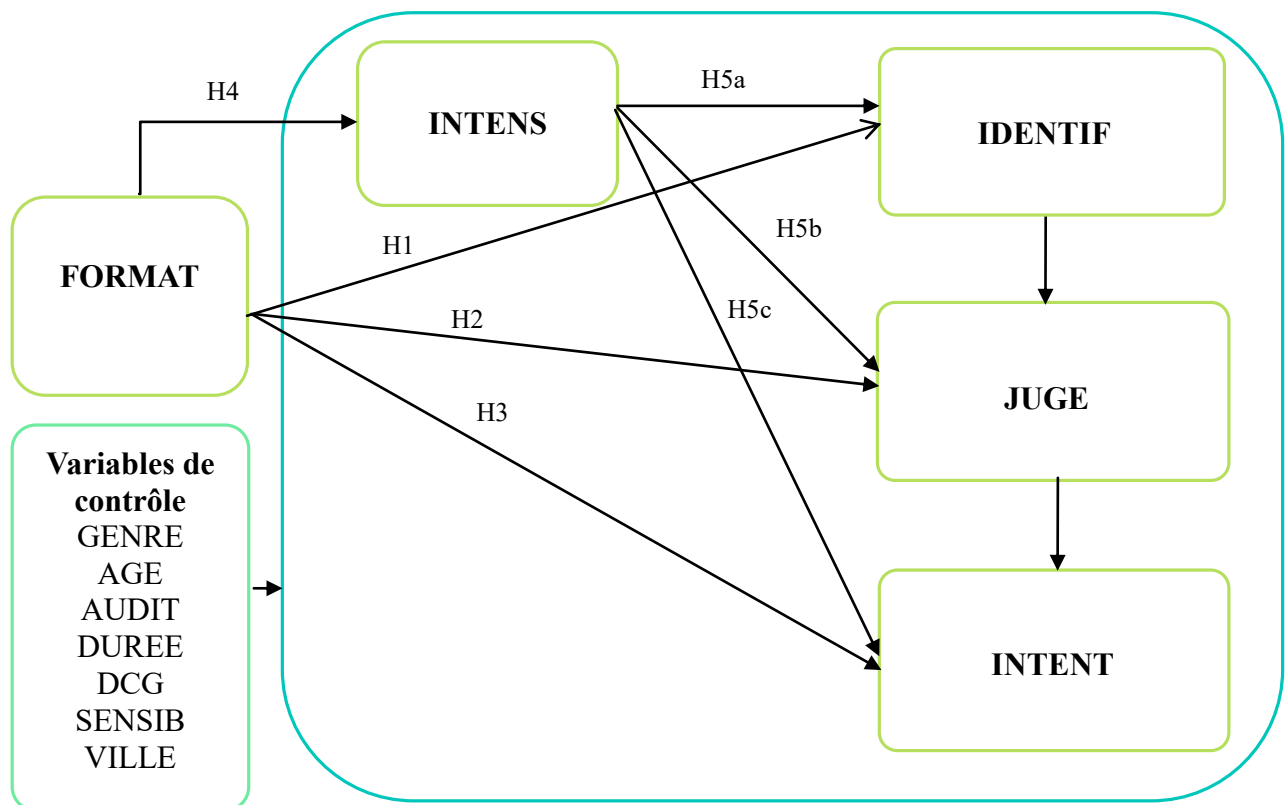 H4
INTENS
H5a
IDENTIF
FORMAT
H1
H5b
H2
H5c
JUGE
H3
Variables de
contrôle
GENRE
AGE
AUDIT
DUREE
DCG
SENSIB
VILLE
INTENT